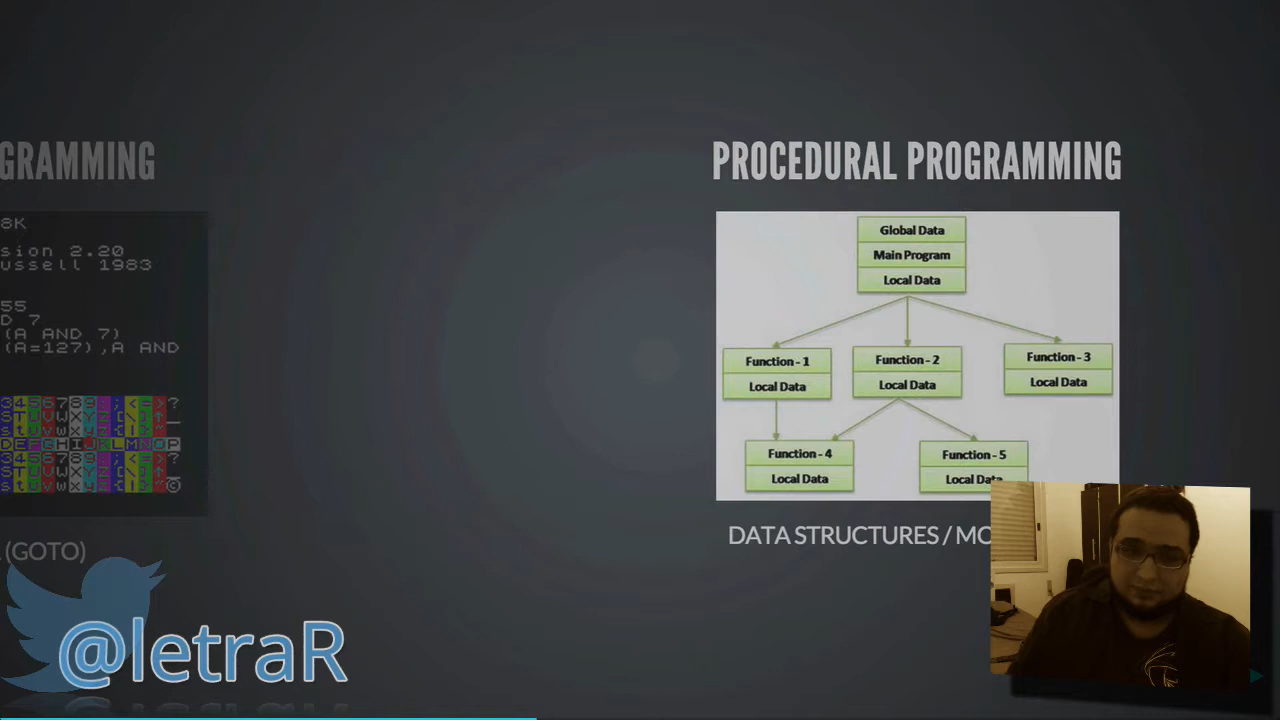 GRAMMING
8K
sion 2.20
ussell 1983
55
D 7
(A AND 7)
(A=127),A AND
(GOTO)
PROCEDURAL PROGRAMMING
Global Data
Main Program
Local Data
Function - 1
Local Data
Function - 2
Local Data
Function - 3
Local Data
Function - 4
Local Data
Function - 5
Local Data
DATA STRUCTURES / MO
@letraR